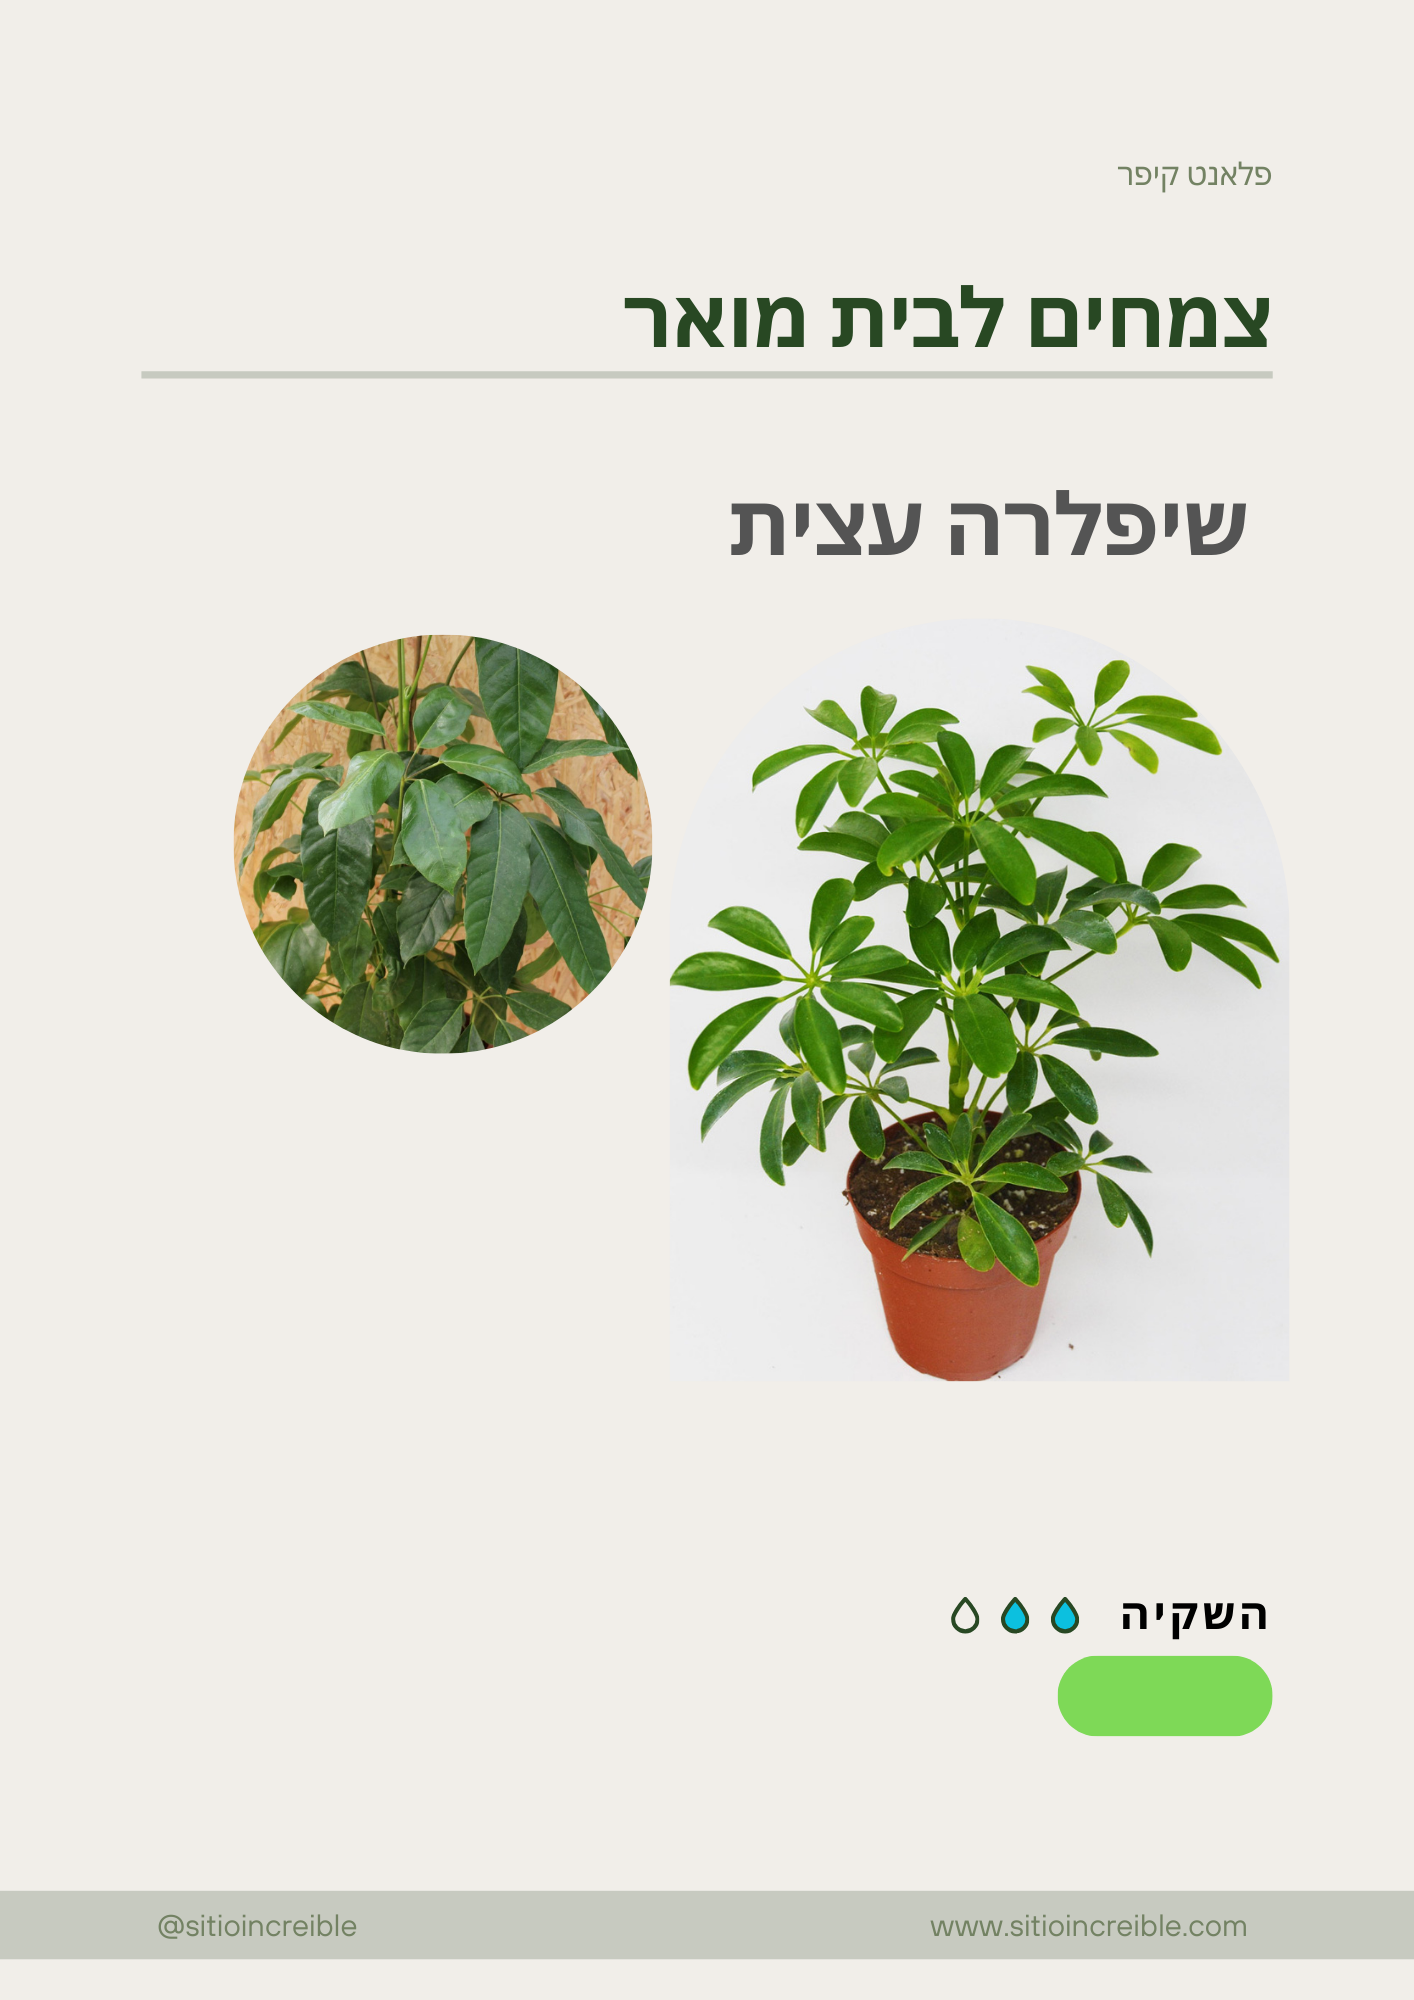 פלאנט קיפר
צמחים לבית מואר
שיפלרה עצית
השקיה
www.sitioincreible.com
@sitioincreible